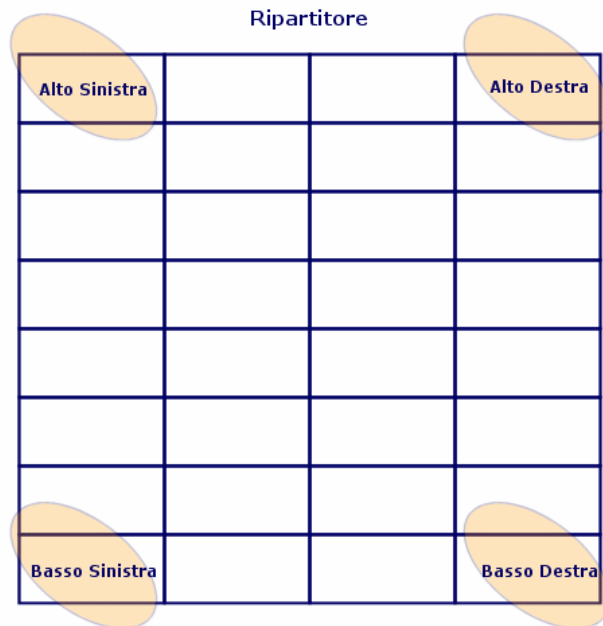 Ripartitore
Alto Sinistra
Alto Destra
Basso Sinistra
Basso Destra